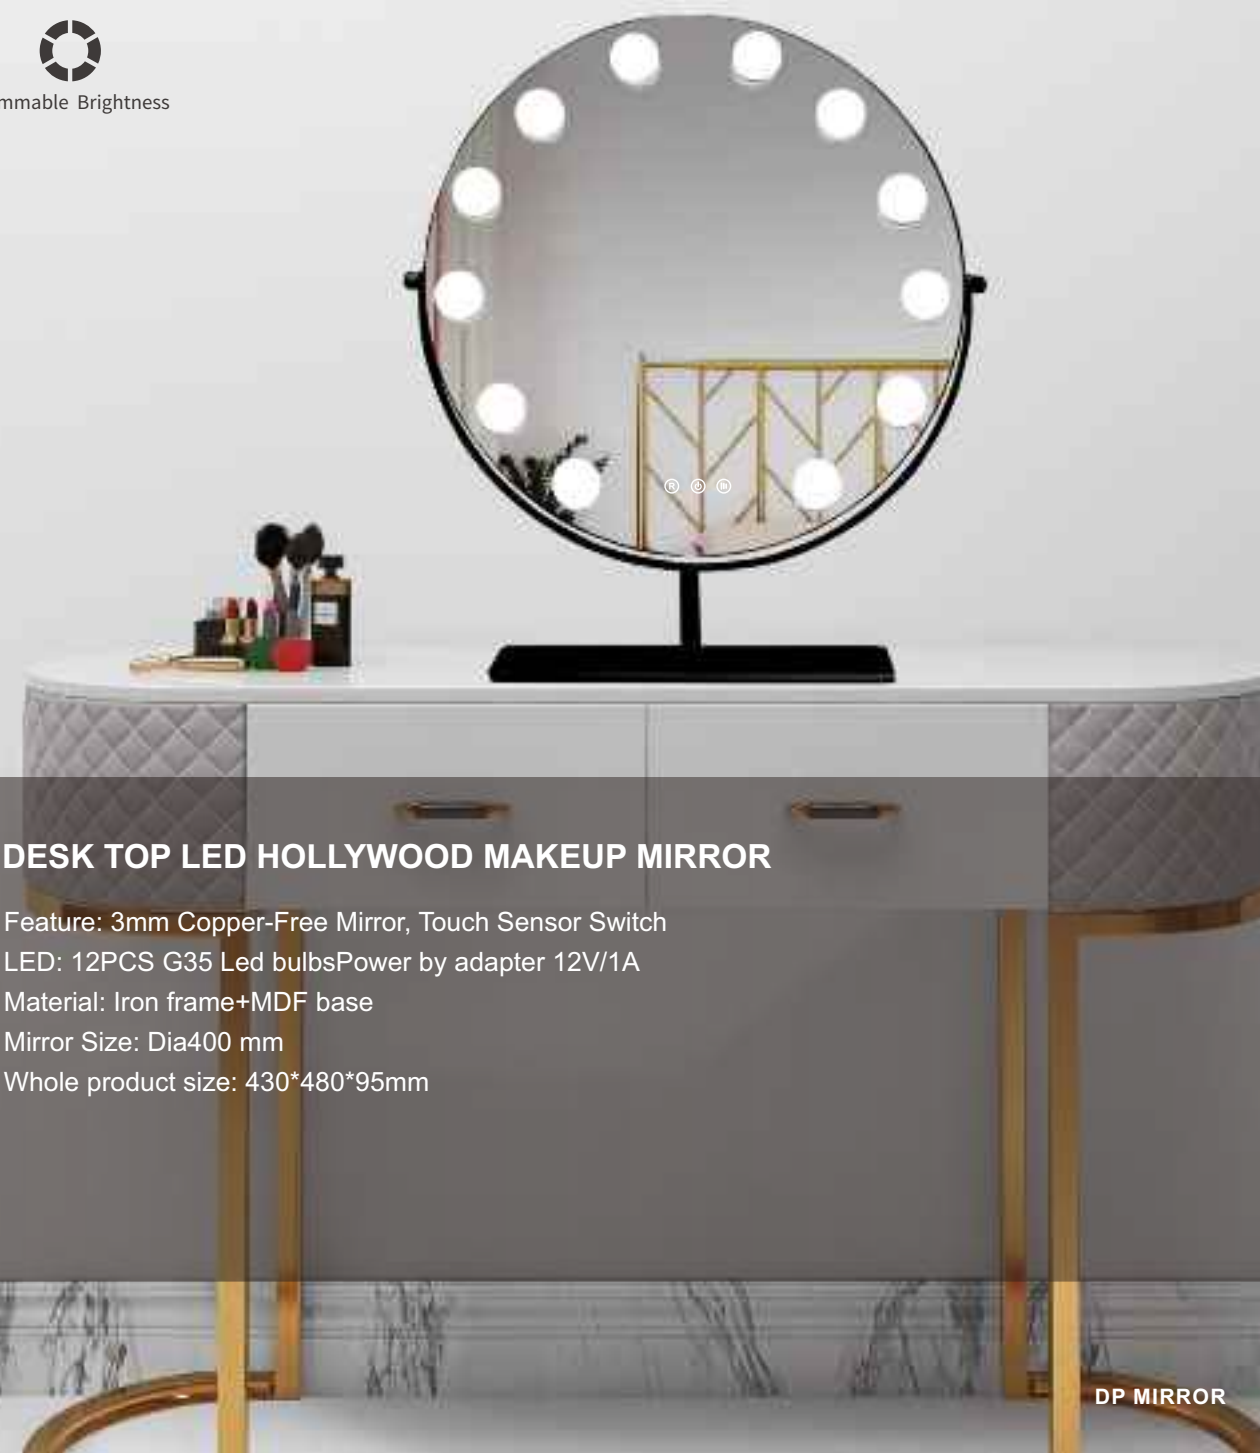 mmable Brightness
DESK TOP LED HOLLYWOOD MAKEUP MIRROR
Feature: 3mm Copper-Free Mirror, Touch Sensor Switch
LED: 12PCS G35 Led bulbsPower by adapter 12V/1A
Material: Iron frame+MDF base
Mirror Size: Dia400 mm
Whole product size: 430*480*95mm
DP MIRROR